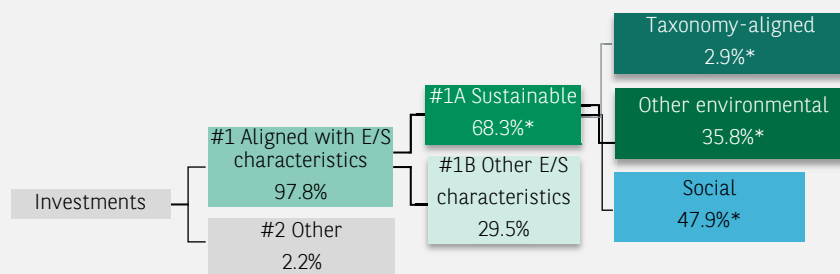 Investments
#1 Aligned with E/S
characteristics
97.8%
#2 Other
2.2%
#1A Sustainable
68.3%*
#1B Other E/S
characteristics
29.5%
Taxonomy-aligned
2.9%*
Other environmental
35.8%*
Social
47.9%*